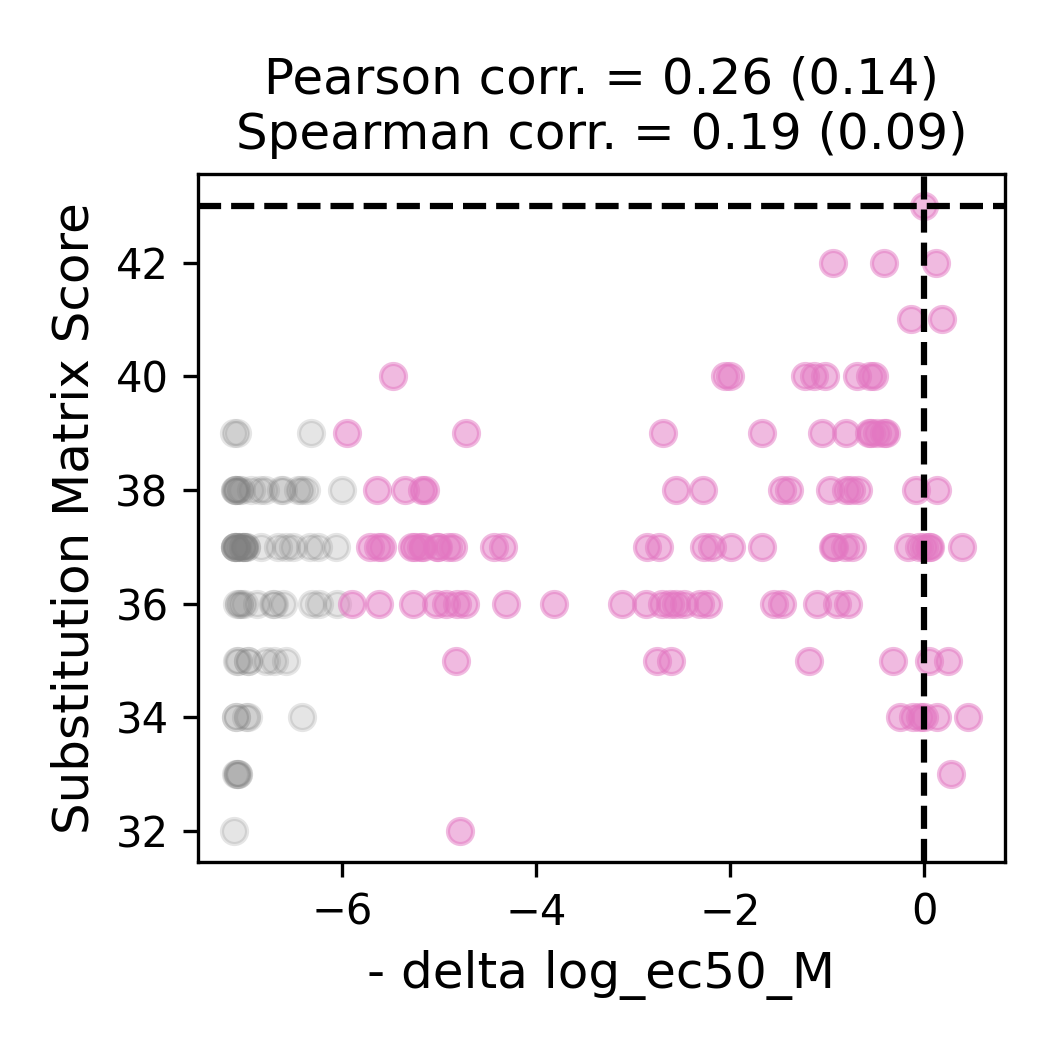 Pearson corr. = 0.26 (0.14)
Spearman corr. = 0.19 (0.09)
Substitution Matrix Score
42
40
38
36
34
32
−6
−4
−2
0
- delta log_ec50_M